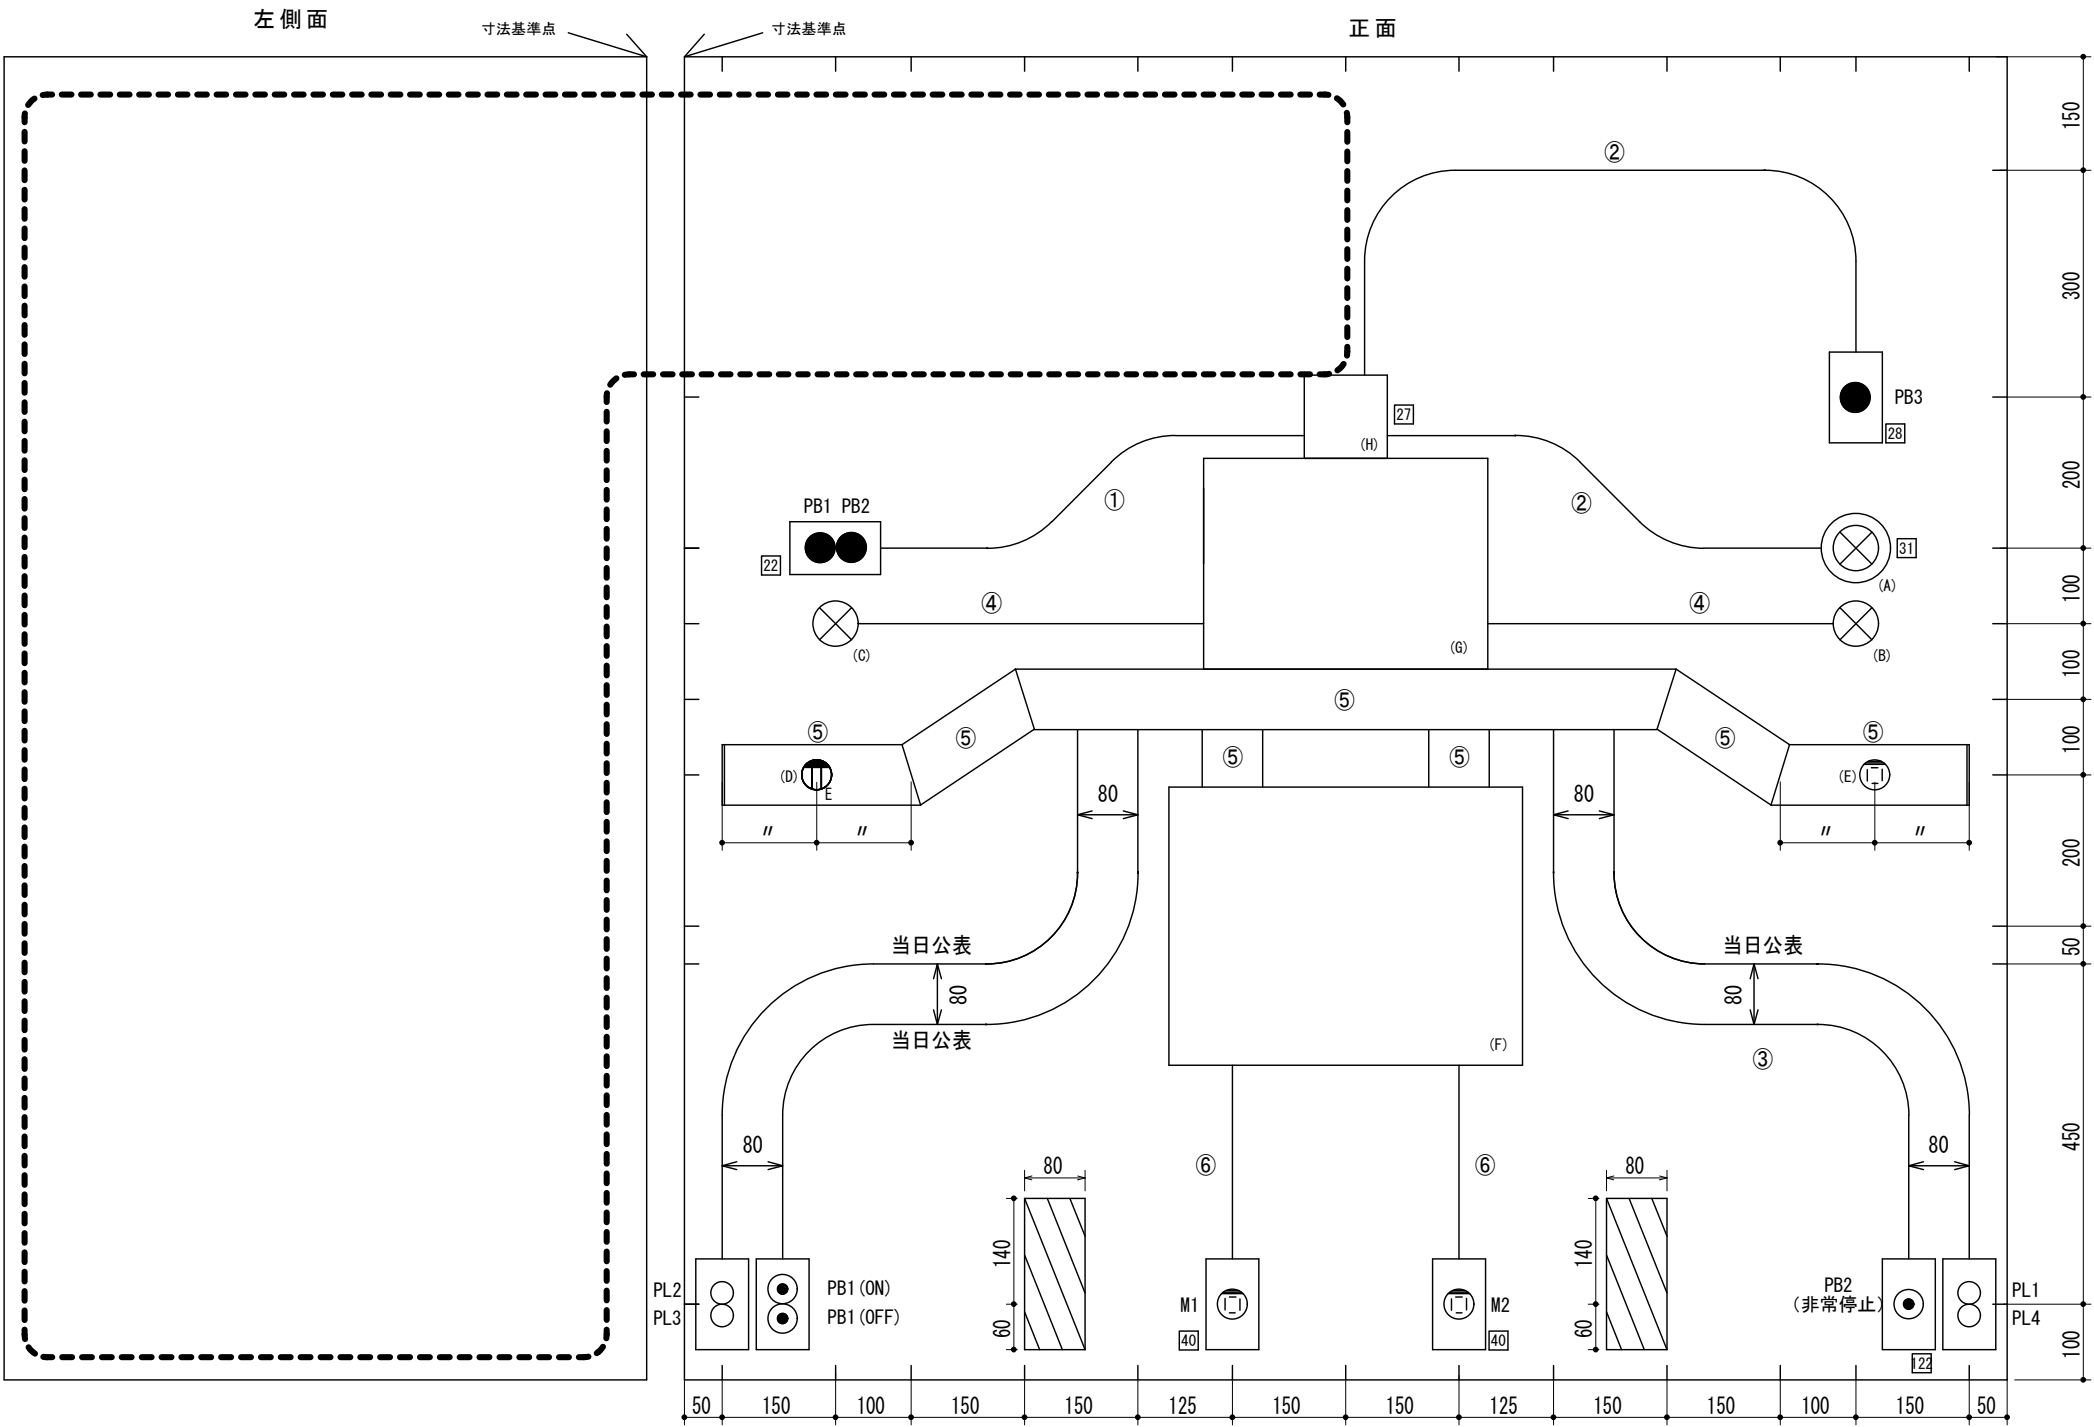 左側面
寸法基準点
寸法基準点
正面
②
150
300
PB3
28
27
(H)
①
②
200
PB1 PB2
22
31
(A)
④
④
100
(C)
(G)
(B)
100
⑤
⑤
⑤
⑤
⑤
⑤
⑤
100
(D)
E
(E)
80
80
〃
〃
〃
〃
200
当日公表
当日公表
50
80
80
当日公表
(F)
③
450
80
⑥
⑥
80
80
80
140
140
PL2
PL3
PB1(ON)
PB1(OFF)
M1
M2
PB2
(非常停止)
PL1
PL4
60
60
40
40
122
100
50 150 100 150 150 125 150 150 125 150 150 100 150 50